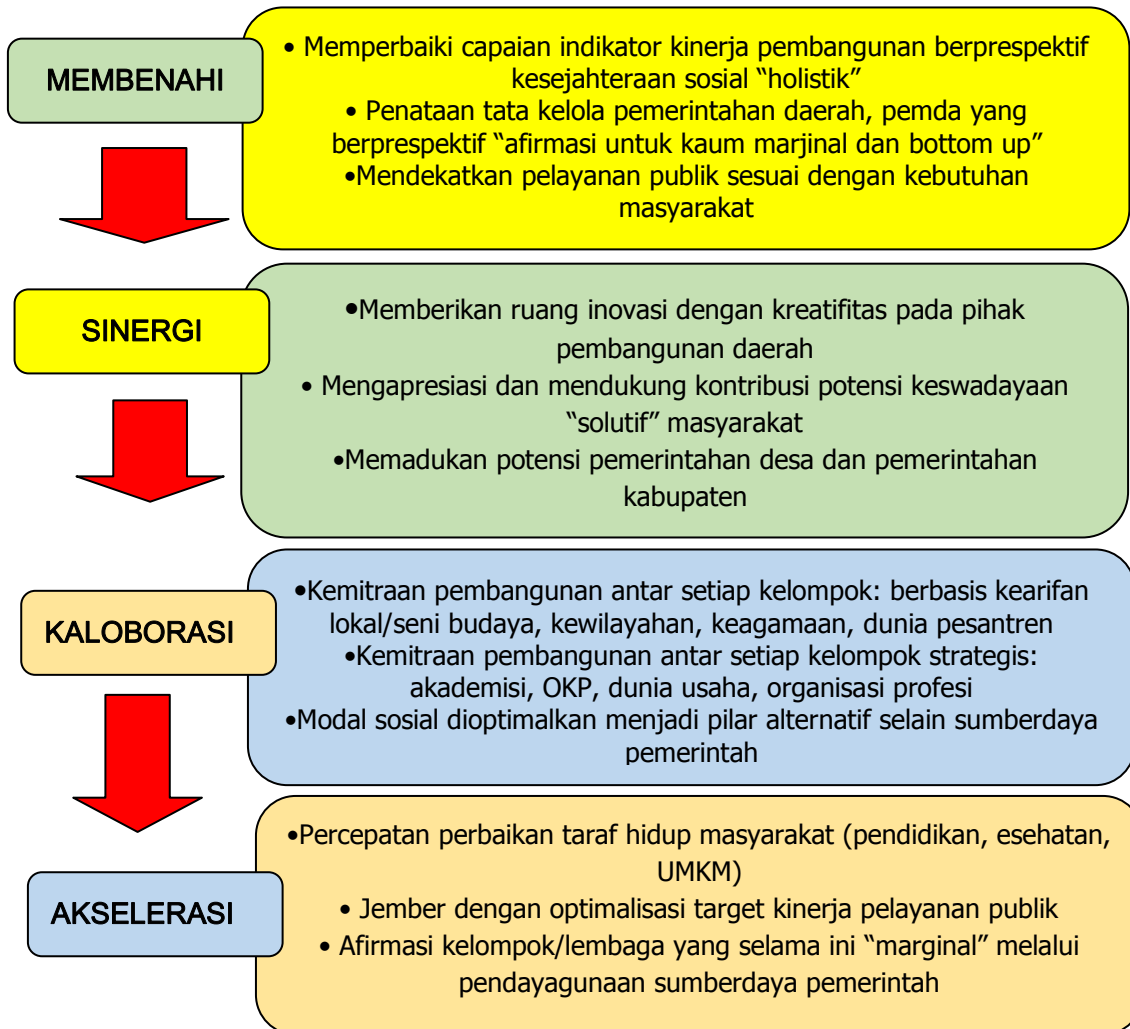 MEMBENAHI
• Memperbaiki capaian indikator kinerja pembangunan berprespektif
kesejahteraan sosial “holistik”
• Penataan tata kelola pemerintahan daerah, pemda yang
berprespektif “afirmasi untuk kaum marjinal dan bottom up”
•Mendekatkan pelayanan publik sesuai dengan kebutuhan
masyarakat
SINERGI
•Memberikan ruang inovasi dengan kreatifitas pada pihak
pembangunan daerah
• Mengapresiasi dan mendukung kontribusi potensi keswadayaan
“solutif” masyarakat
•Memadukan potensi pemerintahan desa dan pemerintahan
kabupaten
KALOBORASI
•Kemitraan pembangunan antar setiap kelompok: berbasis kearifan
lokal/seni budaya, kewilayahan, keagamaan, dunia pesantren
•Kemitraan pembangunan antar setiap kelompok strategis:
akademisi, OKP, dunia usaha, organisasi profesi
•Modal sosial dioptimalkan menjadi pilar alternatif selain sumberdaya
pemerintah
AKSELERASI
•Percepatan perbaikan taraf hidup masyarakat (pendidikan, esehatan,
UMKM)
• Jember dengan optimalisasi target kinerja pelayanan publik
• Afirmasi kelompok/lembaga yang selama ini “marginal” melalui
pendayagunaan sumberdaya pemerintah